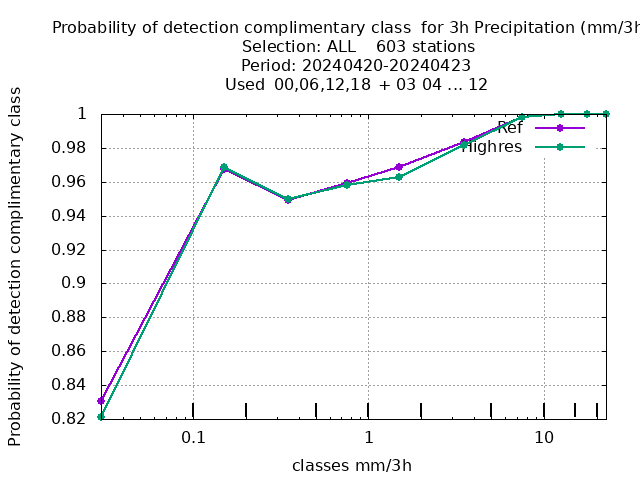 Probability of detection complimentary class  for 3h Precipitation (mm/3h
Selection: ALL    603 stations
Period: 20240420-20240423
Used  00,06,12,18  + 03 04 ... 12
Probability of detection complimentary class
1
0.98
0.96
0.94
0.92
0.9
0.88
0.86
0.84
0.82
Ref
Highres
0.1
1
10
classes mm/3h